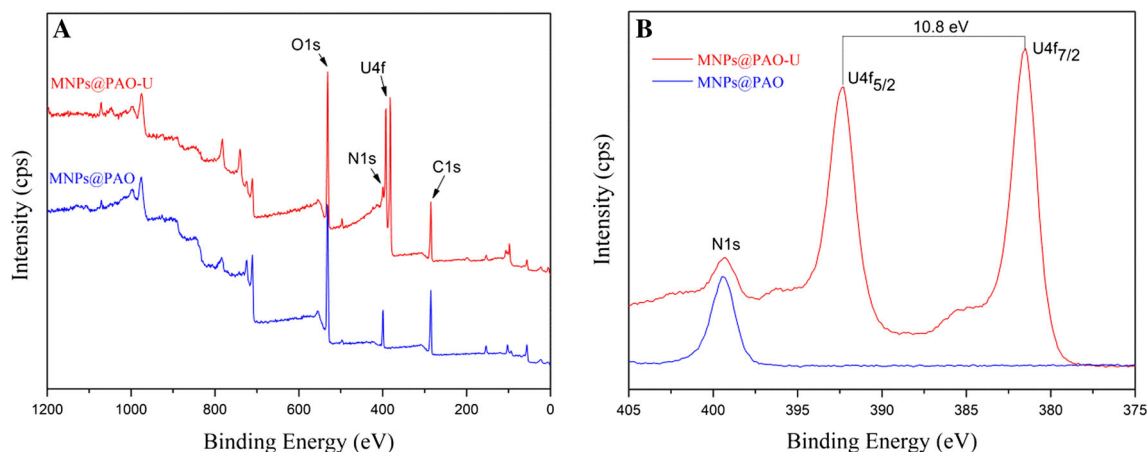 A
O1s
U4f
MNPs@PAO-U
N1s
C1s
MNPs@PAO
Intensity (cps)
1200 1000 800 600 400 200 0
Binding Energy (eV)
B
10.8 eV
U4f7/2
MNPs@PAO-U
MNPs@PAO
U4f5/2
N1s
Intensity (cps)
405 400 395 390 385 380 375
Binding Energy (eV)